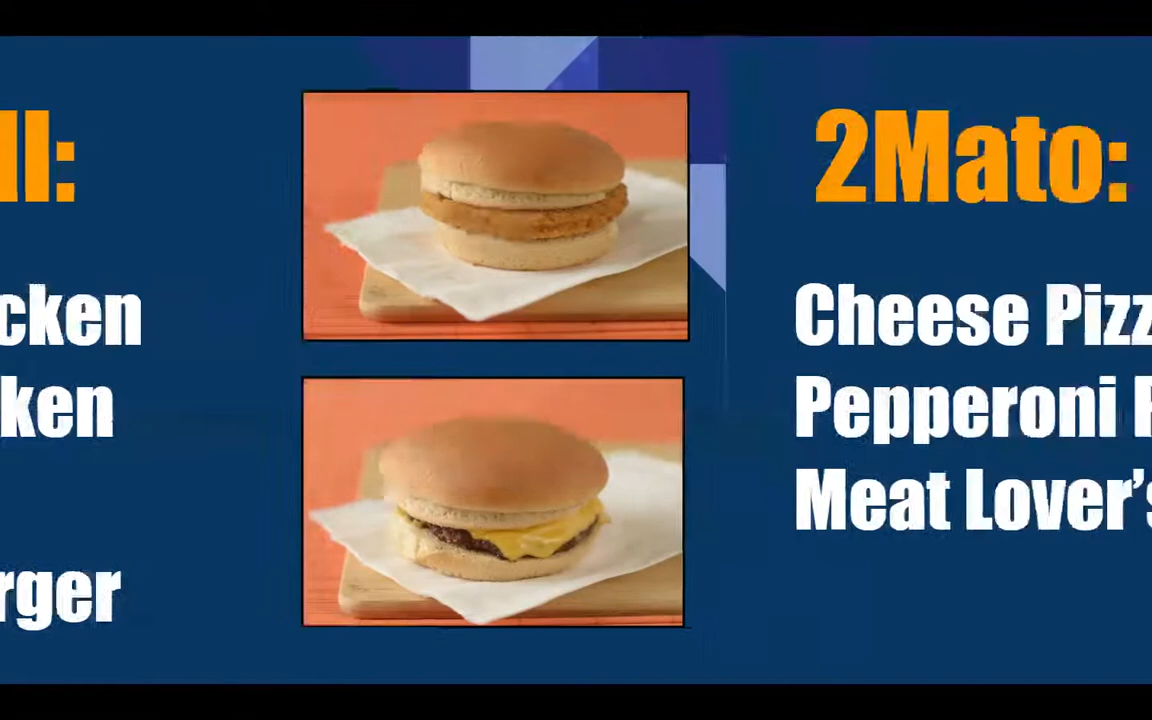 ll:
cken
ken
rger
2Mato:
Cheese Pizz
Pepperoni
Meat Lover's